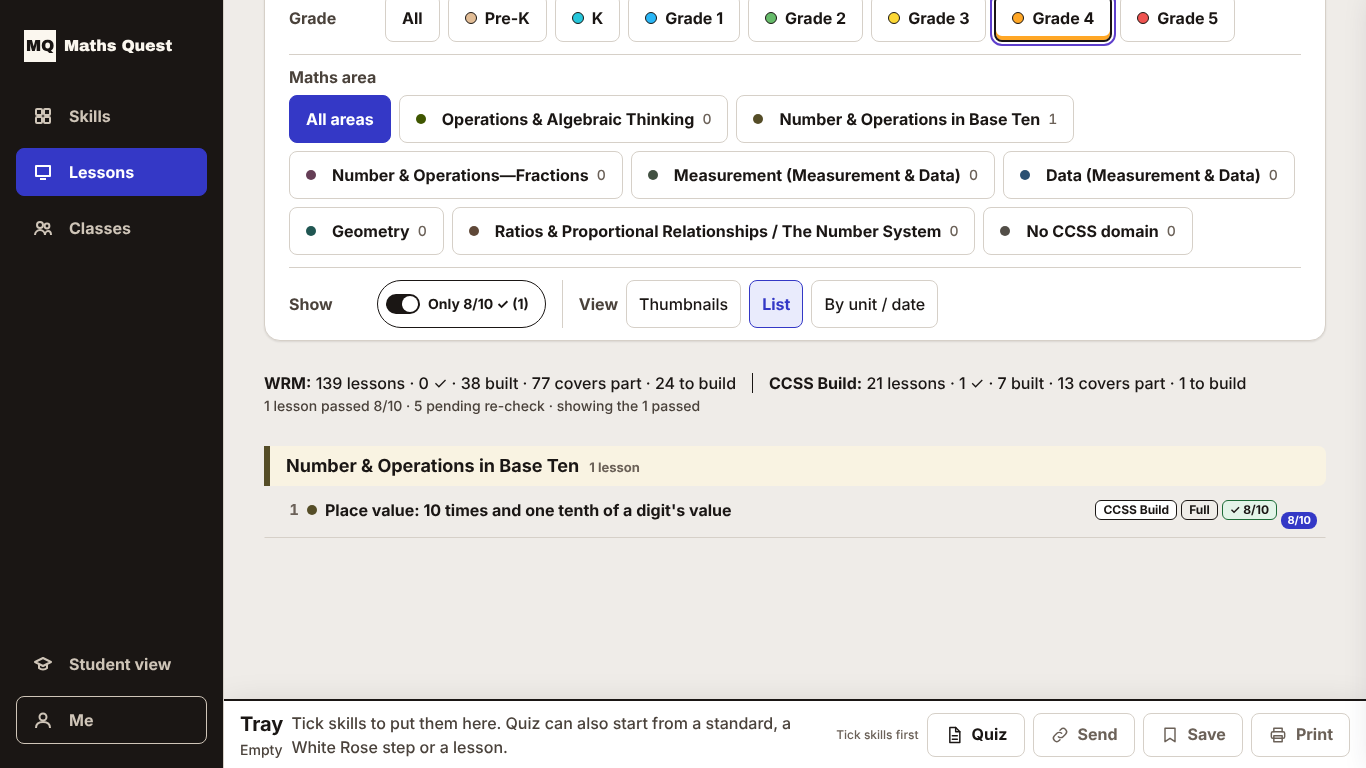 MQ Maths Quest
Skills
Lessons
Classes
Student view
Me
Grade All Pre-K K Grade 1 Grade 2 Grade 3 Grade 4 Grade 5
Maths area
All areas Operations & Algebraic Thinking 0 Number & Operations in Base Ten 1
Number & Operations—Fractions 0 Measurement (Measurement & Data) 0 Data (Measurement & Data) 0
Geometry 0 Ratios & Proportional Relationships / The Number System 0 No CCSS domain 0
Show Only 8/10 ✓ (1) View Thumbnails List By unit / date
WRM: 139 lessons · 0 ✓ · 38 built · 77 covers part · 24 to build CCSS Build: 21 lessons · 1 ✓ · 7 built · 13 covers part · 1 to build
1 lesson passed 8/10 · 5 pending re-check · showing the 1 passed
Number & Operations in Base Ten 1 lesson
1 Place value: 10 times and one tenth of a digit's value CCSS Build Full ✓ 8/10 8/10
Tray Tick skills to put them here. Quiz can also start from a standard, a
Empty White Rose step or a lesson.
Tick skills first Quiz Send Save Print